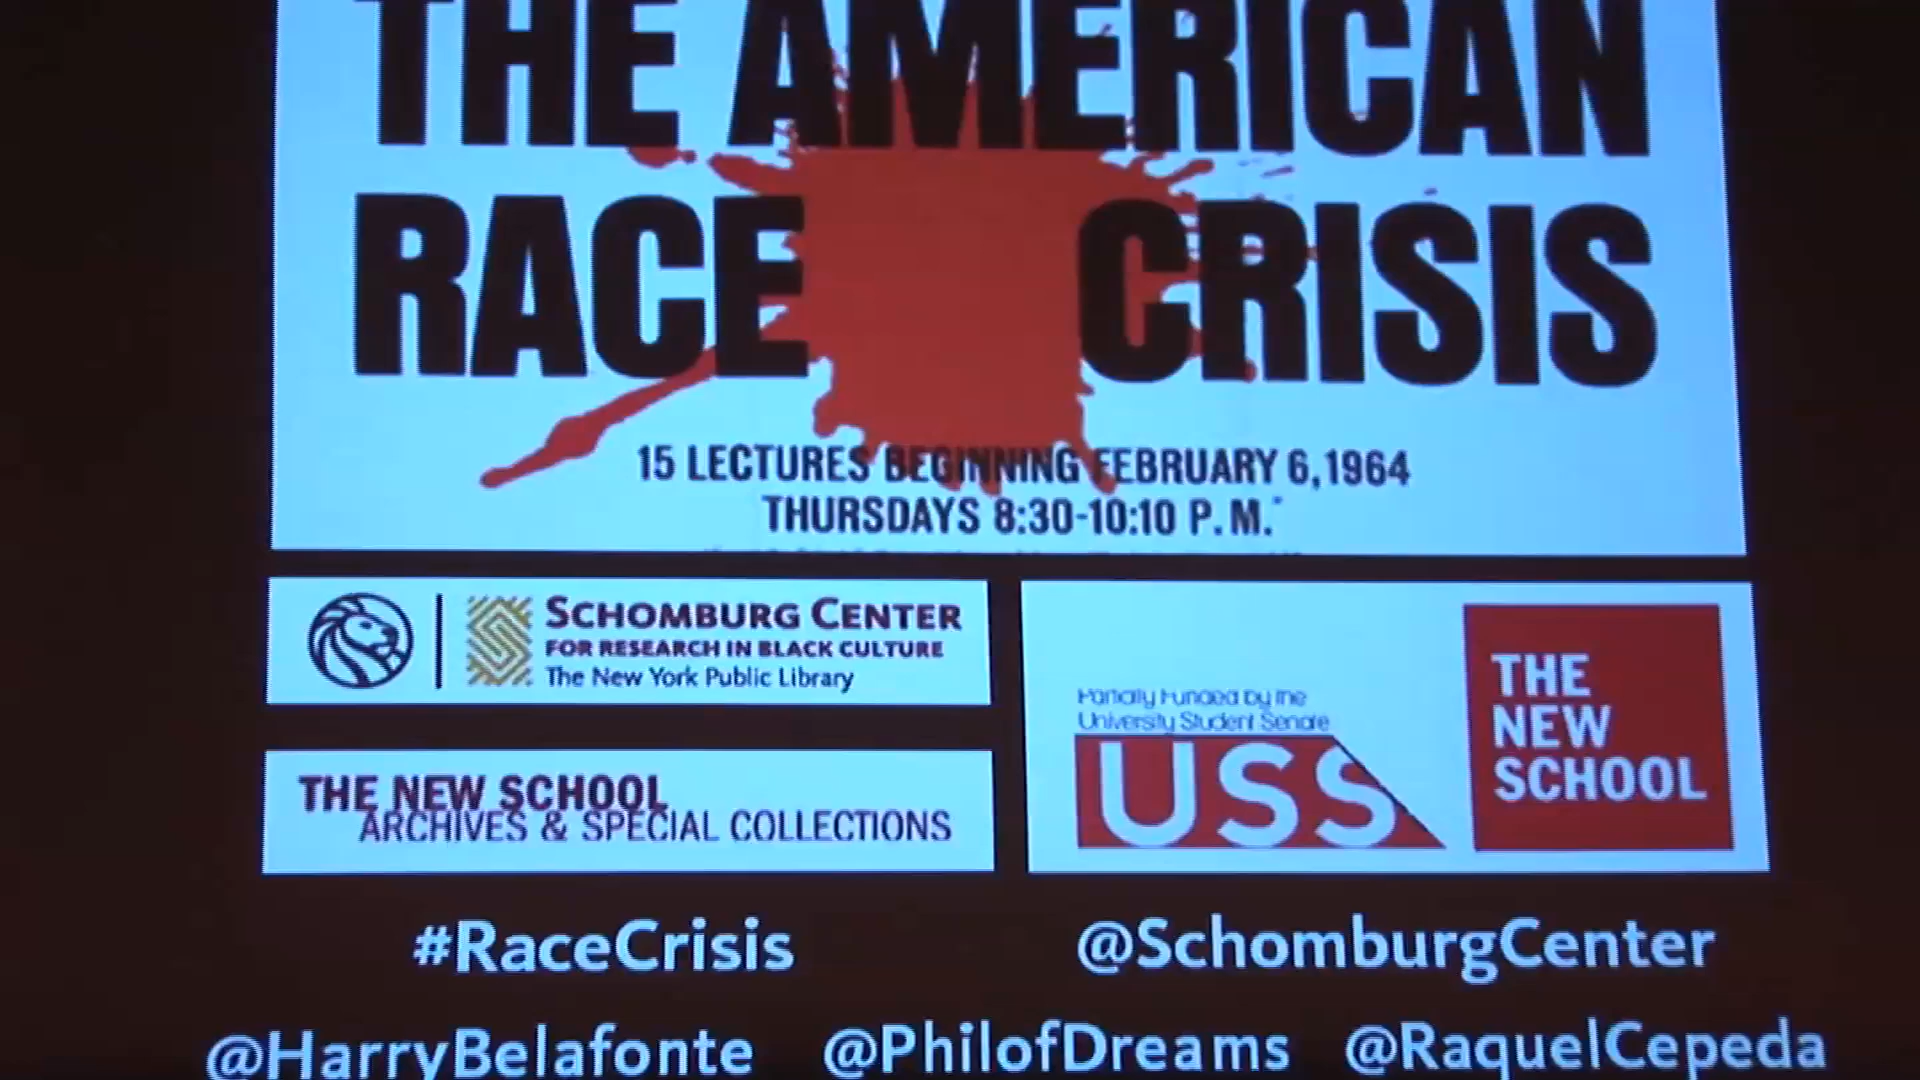 THE AMERICAN
RACE CRISIS
15 LECTURES BEGINNING FEBRUARY 6, 1964
THURSDAYS 8:30-10:10 P.M.*
SCHOMBURG CENTER
FOR RESEARCH IN BLACK CULTURE
The New York Public Library
THE NEW SCHOOL
ARCHIVES & SPECIAL COLLECTIONS
Partially Funded by the
University Student Senate
USS
THE
NEW
SCHOOL
#RaceCrisis
@SchomburgCenter
@HarryBelafonte
@PhilofDreams
@RaquelCepeda